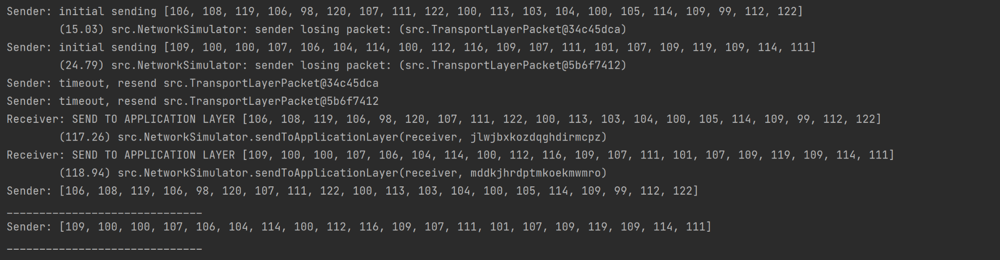 Sender: initial sending [106, 108, 119, 106, 98, 120, 107, 111, 122, 100, 113, 103, 104, 100, 105, 114, 109, 99, 112, 122]
(15.03) src.NetworkSimulator: sender losing packet: (src.TransportLayerPacket@34c45dca)
Sender: initial sending [109, 100, 100, 107, 106, 104, 114, 100, 112, 116, 109, 107, 111, 101, 107, 109, 119, 109, 114, 111]
(24.79) src.NetworkSimulator: sender losing packet: (src.TransportLayerPacket@5b6f7412)
Sender: timeout, resend src.TransportLayerPacket@34c45dca
Sender: timeout, resend src.TransportLayerPacket@5b6f7412
Receiver: SEND TO APPLICATION LAYER [106, 108, 119, 106, 98, 120, 107, 111, 122, 100, 113, 103, 104, 100, 105, 114, 109, 99, 112, 122]
(117.26) src.NetworkSimulator.sendToApplicationLayer(receiver, jlwjbxkozdqghdirmcpz)
Receiver: SEND TO APPLICATION LAYER [109, 100, 100, 107, 106, 104, 114, 100, 112, 116, 109, 107, 111, 101, 107, 109, 119, 109, 114, 111]
(118.94) src.NetworkSimulator.sendToApplicationLayer(receiver, mddkjhrdptmkoekmwmro)
Sender: [106, 108, 119, 106, 98, 120, 107, 111, 122, 100, 113, 103, 104, 100, 105, 114, 109, 99, 112, 122]
______________________________
Sender: [109, 100, 100, 107, 106, 104, 114, 100, 112, 116, 109, 107, 111, 101, 107, 109, 119, 109, 114, 111]
______________________________